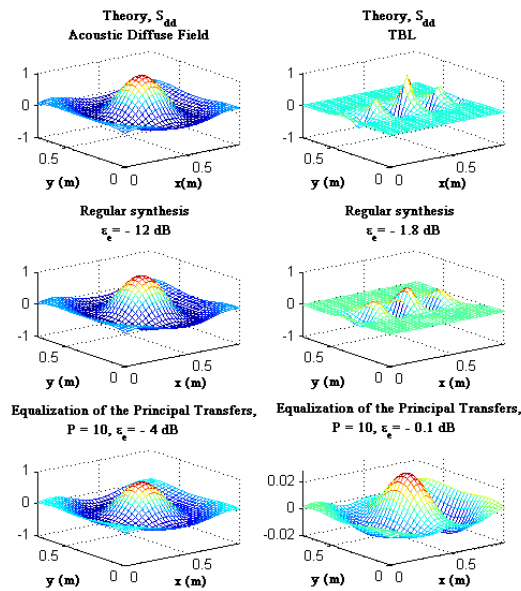 Theory, S_dd
Acoustic Diffuse Field
1
0
-1
0.5
0
0
0.5
y (m)
x(m)
Theory, S_dd
TBL
1
0
-1
0.5
0
0
0.5
y (m)
x(m)
Regular synthesis
ε_e = - 12 dB
1
0
-1
0.5
0
0
0.5
y (m)
x (m)
Regular synthesis
ε_e = - 1.8 dB
1
0
-1
0.5
0
0
0.5
y (m)
x (m)
Equalization of the Principal Transfers,
P = 10, ε_e = - 4 dB
1
0
-1
0.5
0
0
0.5
y (m)
x (m)
Equalization of the Principal Transfers,
P = 10, ε_e = - 0.1 dB
0.02
0
-0.02
0.5
0
0
0.5
y (m)
x (m)